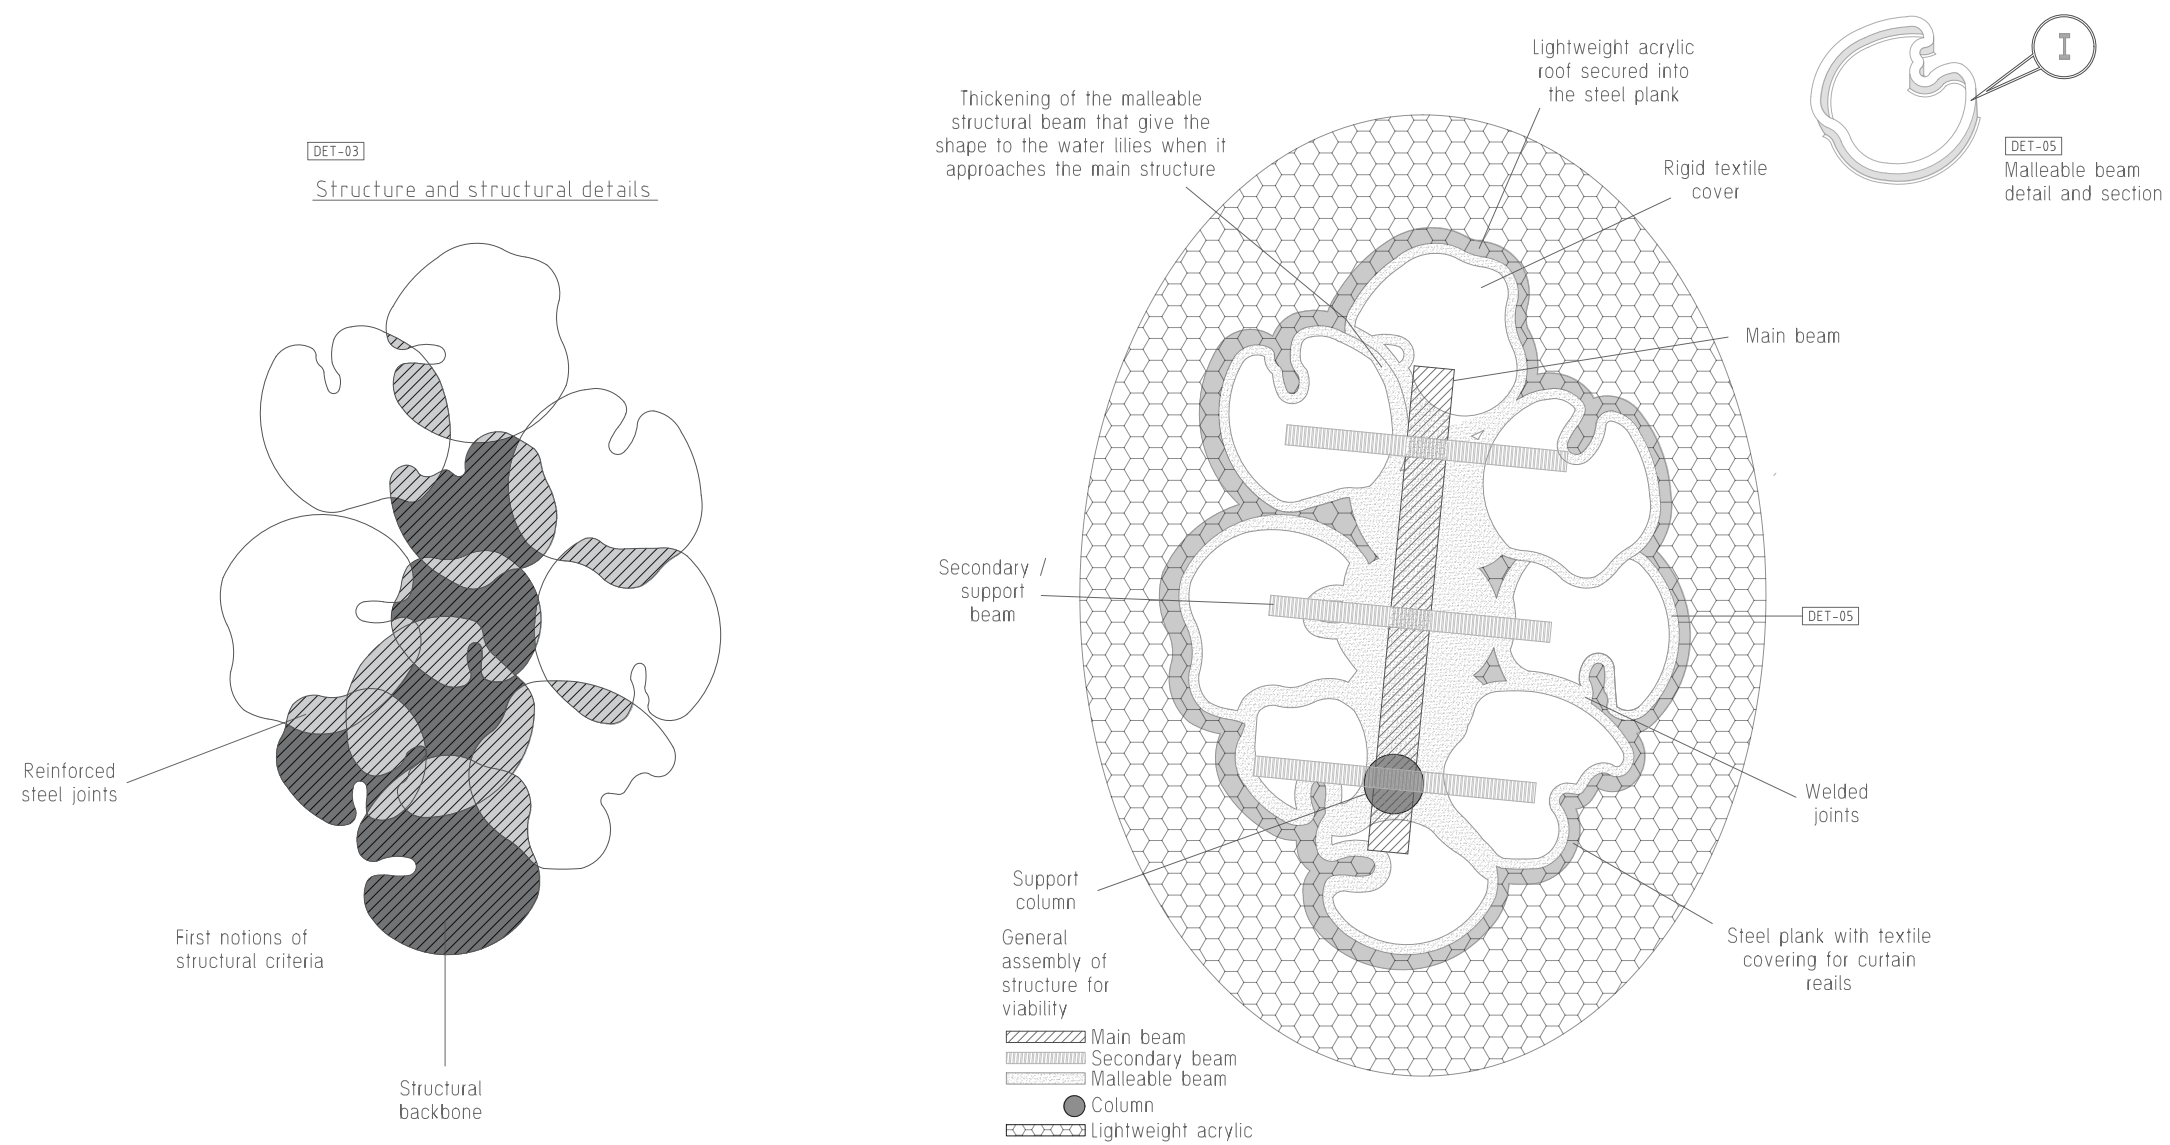 DET-03
Structure and structural details
Reinforced
steel joints
First notions of
structural criteria
Structural
backbone
Thickening of the malleable
structural beam that give the
shape to the water lilies when it
approaches the main structure
Lightweight acrylic
roof secured into
the steel plank
Rigid textile
cover
Main beam
DET-05
Malleable beam
detail and section
Secondary /
support
beam
DET-05
Welded
joints
Support
column
Steel plank with textile
covering for curtain
reails
General
assembly of
structure for
viability
Main beam
Secondary beam
Malleable beam
Column
Lightweight acrylic